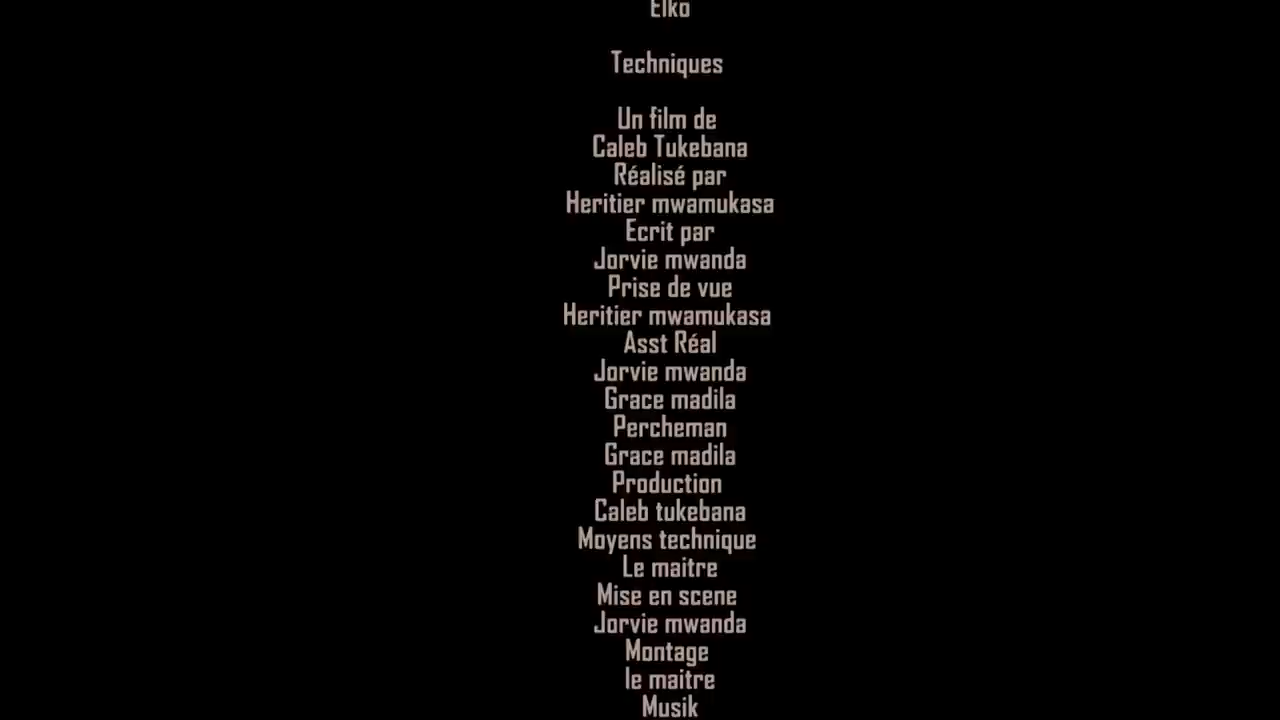 Elko
Techniques
Un film de
Caleb Tukebana
Réalisé par
Heritier mwamukasa
Ecrit par
Jorvie mwanda
Prise de vue
Heritier mwamukasa
Asst Réal
Jorvie mwanda
Grace madila
Percheman
Grace madila
Production
Caleb tukebana
Moyens technique
Le maitre
Mise en scene
Jorvie mwanda
Montage
le maitre
Musik